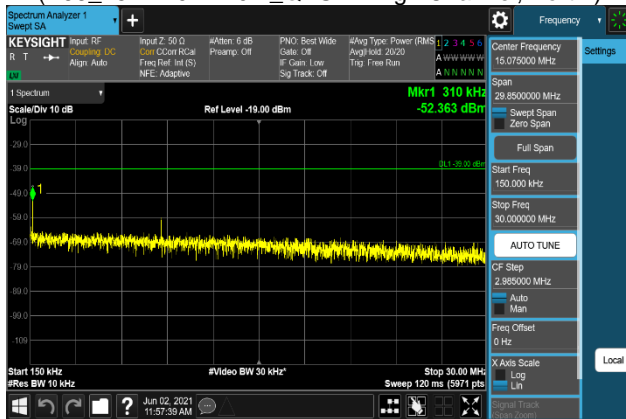 Spectrum Analyzer 1
Swept SA
Frequency
KEYSIGHT
Input: RF
Coupling: DC
Align: Auto
Input Z: 50 Ω
Corr CCorr RCal
Freq Ref: Int (S)
NFE: Adaptive
#Atten: 6 dB
Preamp: Off
PNO: Best Wide
Gate: Off
IF Gain: Low
Sig Track: Off
#Avg Type: Power (RMS
Avg|Hold: 20/20
Trig: Free Run
1 2 3 4 5 6
A W W W W W
A N N N N N
R T
LW
1 Spectrum
Scale/Div 10 dB
Log
Ref Level -19.00 dBm
Mkr1 310 kHz
-52.363 dBm
DL1 -39.00 dBm
1
-29.0
-39.0
-49.0
-59.0
-69.0
-79.0
-89.0
-99.0
-109
Start 150 kHz
#Res BW 10 kHz
#Video BW 30 kHz*
Stop 30.00 MHz
Sweep 120 ms (5971 pts
Jun 02, 2021
11:57:39 AM
Center Frequency
15.075000 MHz
Span
29.8500000 MHz
Swept Span
Zero Span
Full Span
Start Freq
150.000 kHz
Stop Freq
30.000000 MHz
AUTO TUNE
CF Step
2.985000 MHz
Auto
Man
Freq Offset
0 Hz
X Axis Scale
Log
Lin
Signal Track
(Span Zoom)
Settings
Local